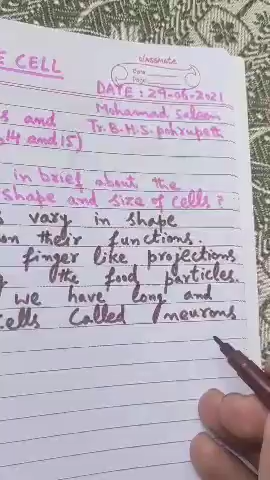 E CELL
classmate
Date
Page
DATE : 29-06-2021
Mohamad Saleem
s and
Tr. B.H.S. pohrupeth
14 and 15)
in brief about the
shape and size of cells?
s vary in shape
on their functions.
finger like projections
the food particles.
we have long and
cells called neurons